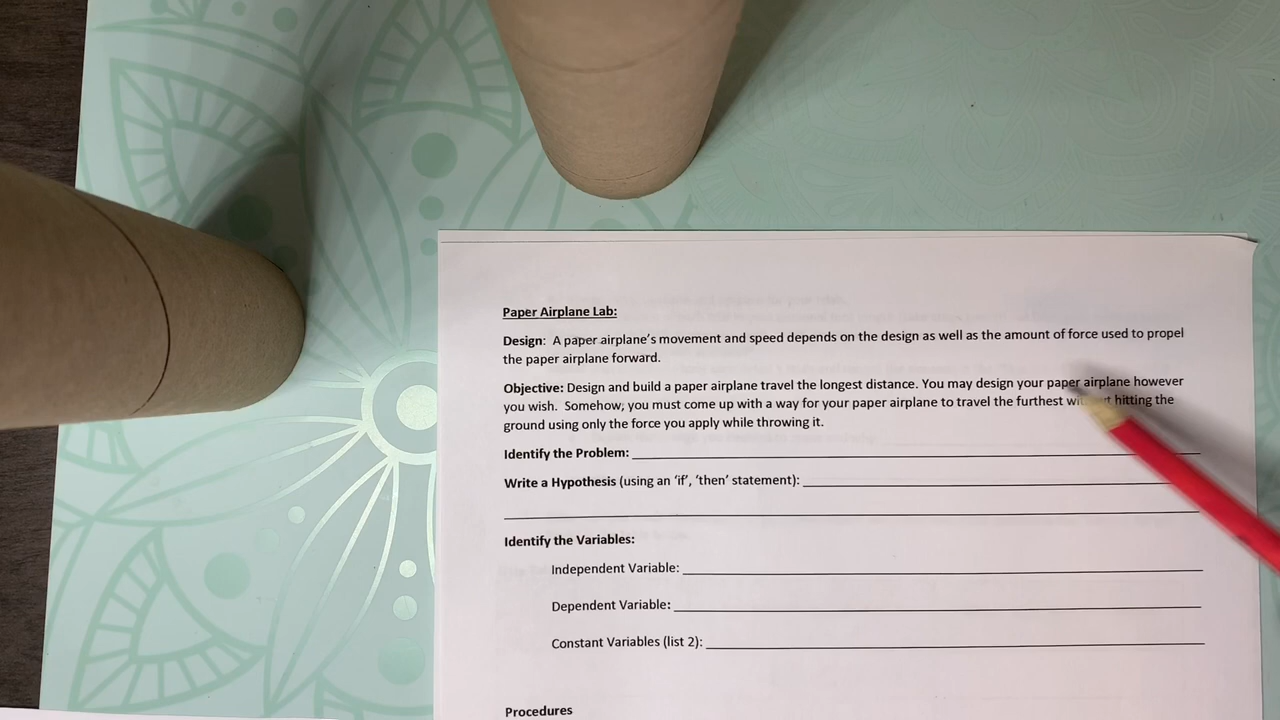 Paper Airplane Lab:
Design: A paper airplane's movement and speed depends on the design as well as the amount of force used to propel
the paper airplane forward.
Objective: Design and build a paper airplane travel the longest distance. You may design your paper airplane however
you wish. Somehow, you must come up with a way for your paper airplane to travel the furthest without hitting the
ground using only the force you apply while throwing it.
Identify the Problem:
Write a Hypothesis (using an 'if', 'then' statement):
Identify the Variables:
Independent Variable:
Dependent Variable:
Constant Variables (list 2):
Procedures